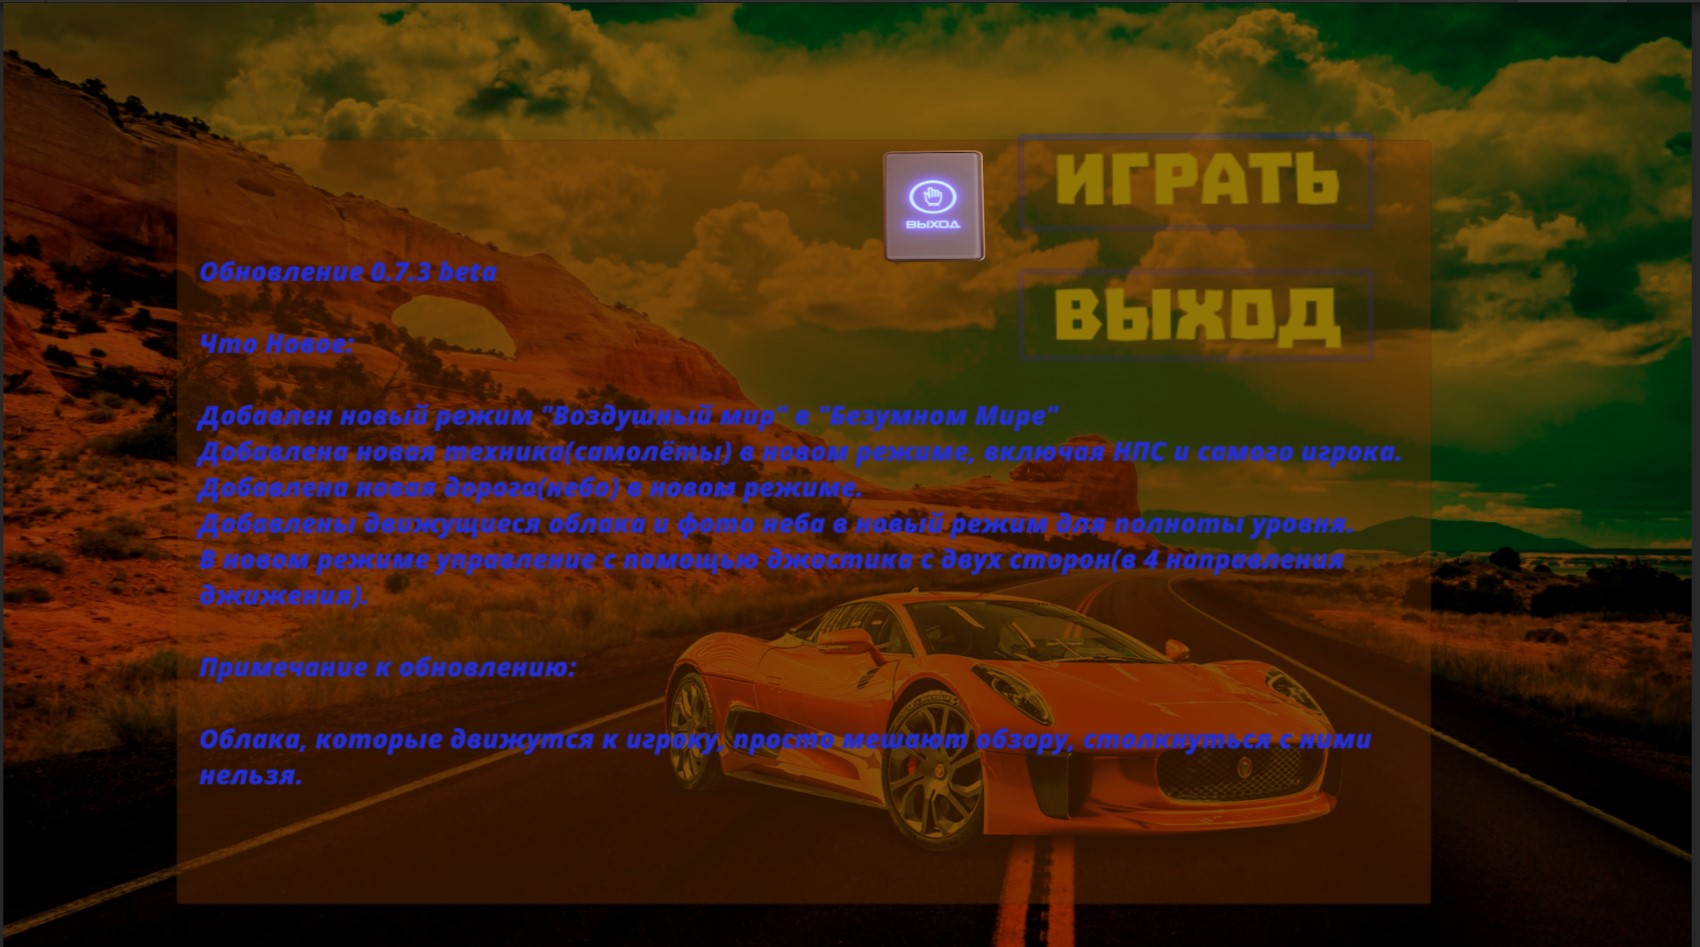 ИГРАТЬ
ВЫХОД
ВЫХОД
Обновление 0.7.3 beta
Что Новое:
Добавлен новый режим "Воздушный мир" в "Безумном Мире"
Добавлена новая техника(самолёты) в новом режиме, включая НПС и самого игрока.
Добавлена новая дорога(небо) в новом режиме.
Добавлены движущиеся облака и фото неба в новый режим для полноты уровня.
В новом режиме управление с помощью джостика с двух сторон(в 4 направления
джижения).
Примечание к обновлению:
Облака, которые движутся к игроку, просто мешают обзору, столкнуться с ними
нельзя.